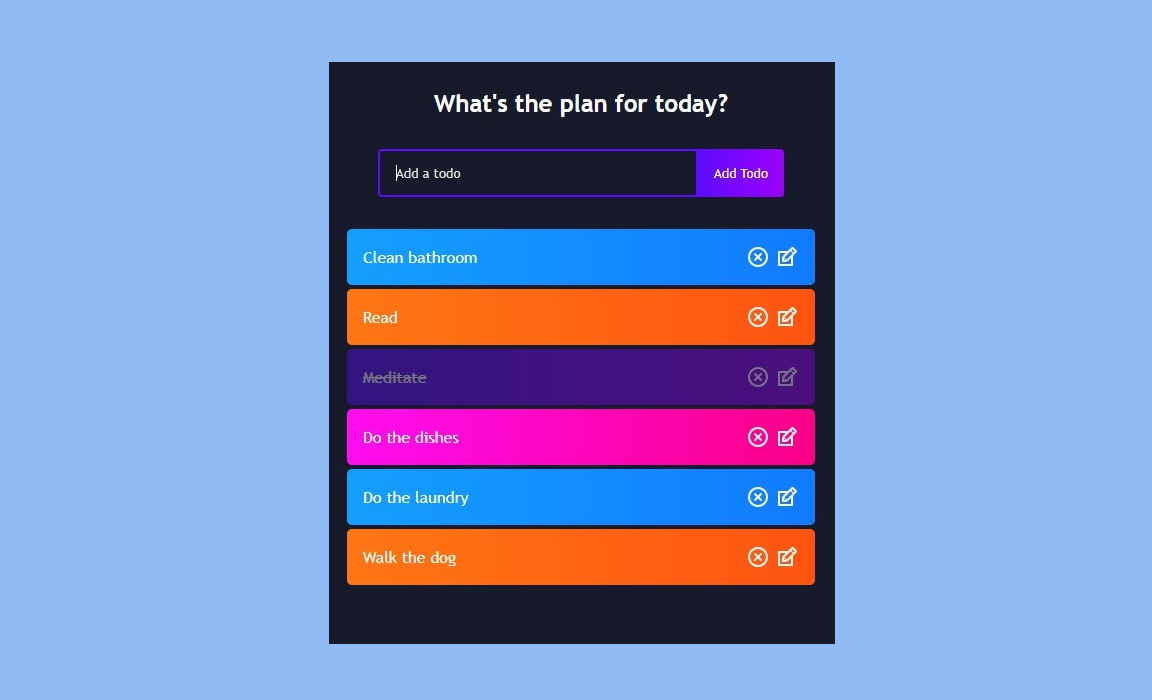 What's the plan for today?
Add a todo
Add Todo
Clean bathroom
Read
Meditate
Do the dishes
Do the laundry
Walk the dog